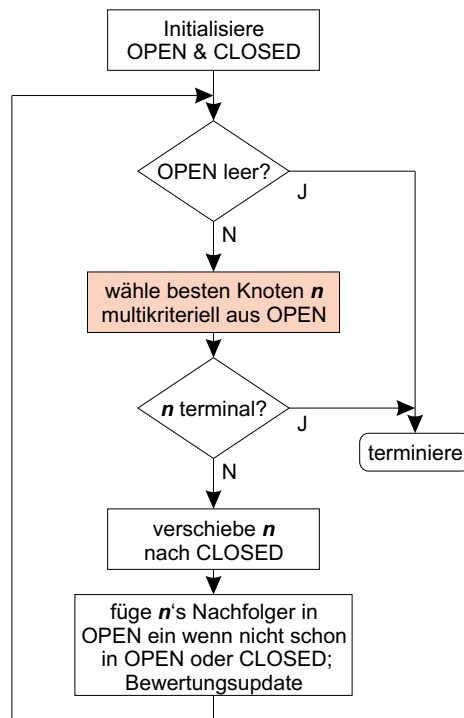 Initialisiere
OPEN & CLOSED
OPEN leer?
J
N
wähle besten Knoten n
multikriteriell aus OPEN
n terminal?
J
N
terminiere
verschiebe n
nach CLOSED
füge n‘s Nachfolger in
OPEN ein wenn nicht schon
in OPEN oder CLOSED;
Bewertungsupdate